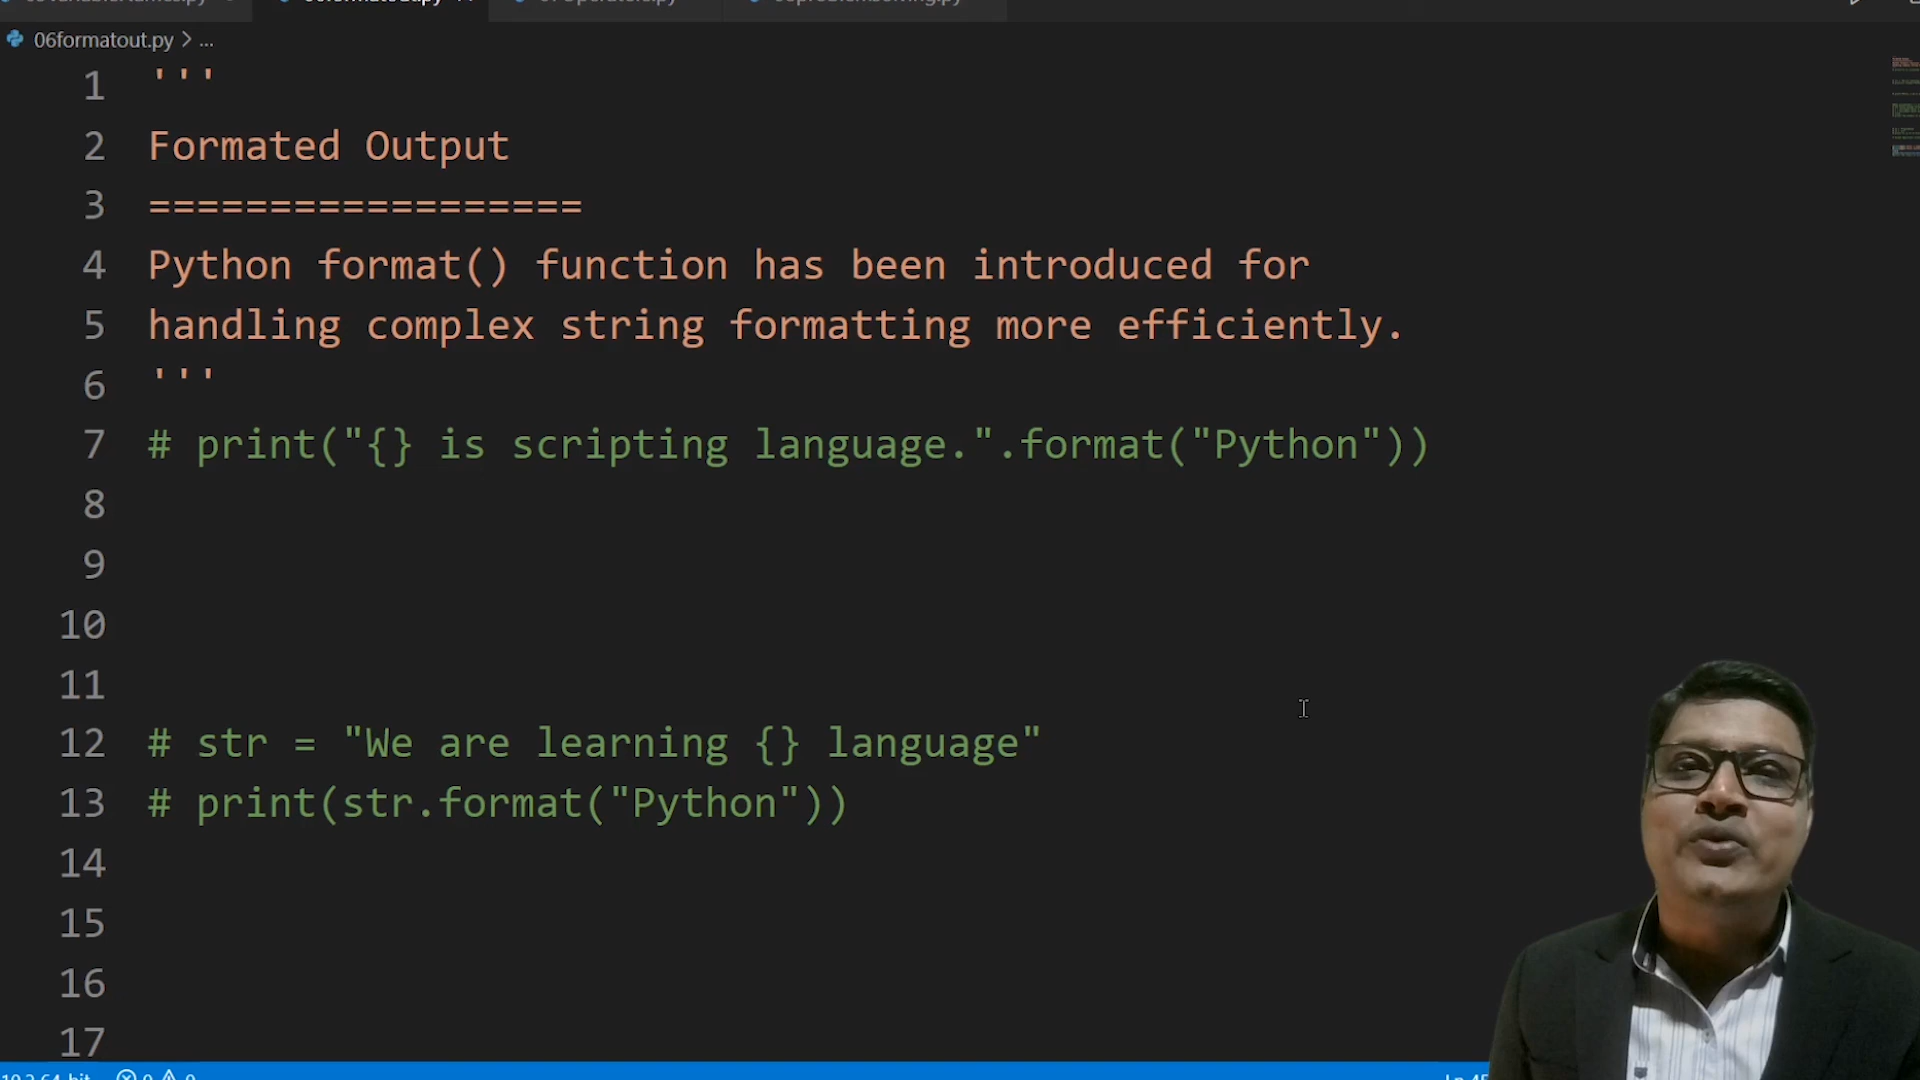 06formatout.py > ...
1 '''
2 Formated Output
3 ==================
4 Python format() function has been introduced for
5 handling complex string formatting more efficiently.
6 '''
7 # print("{} is scripting language.".format("Python"))
8
9
10
11
12 # str = "We are learning {} language"
13 # print(str.format("Python"))
14
15
16
17